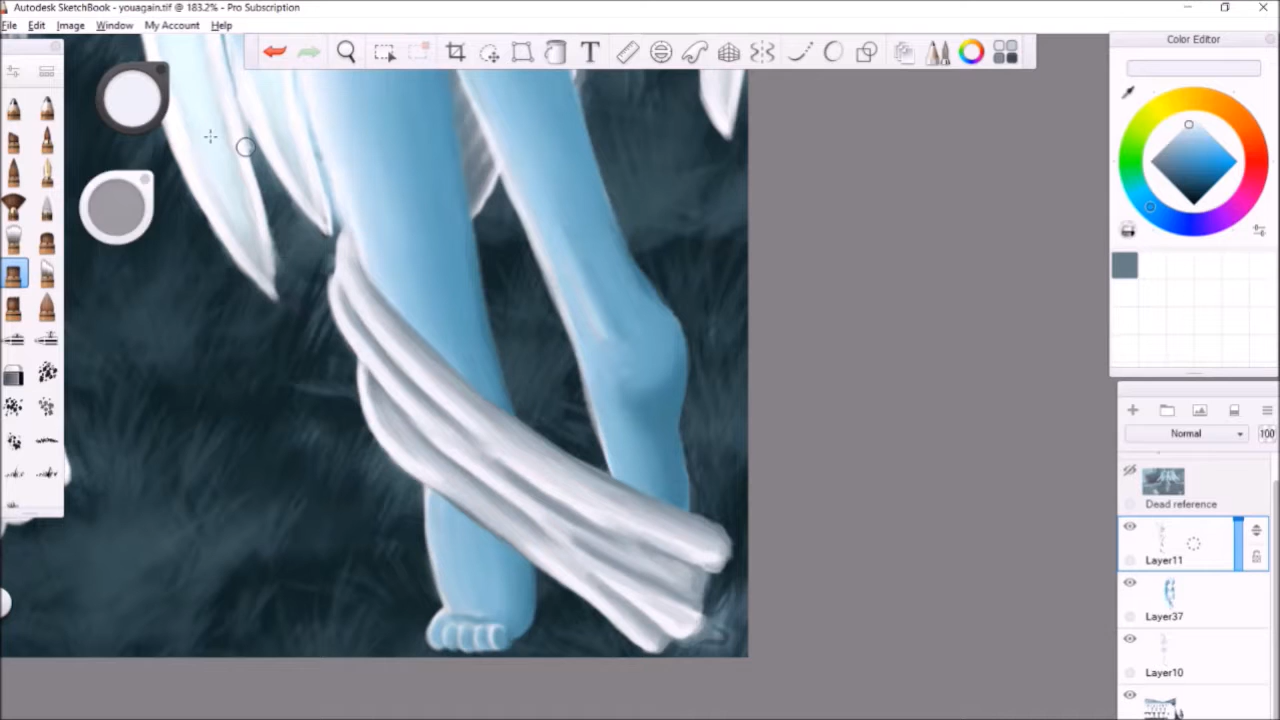 Autodesk SketchBook - youagain.tif @ 183.2% - Pro Subscription
File Edit Image Window My Account Help
T
Color Editor
Normal 100
Dead reference
Layer11
Layer37
Layer10